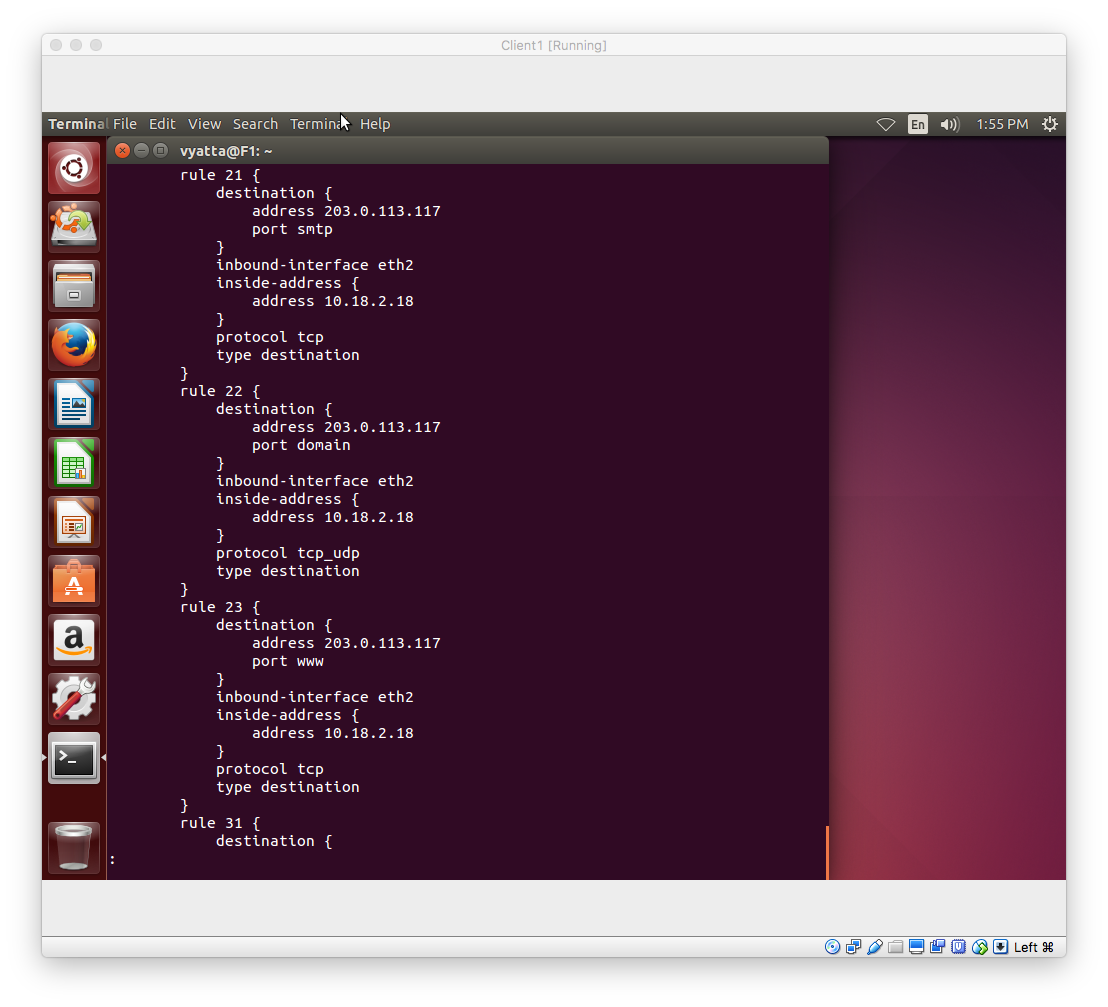 Client1 [Running]
Terminal File Edit View Search Terminal Help En 1:55 PM
vyatta@F1: ~
rule 21 {
destination {
address 203.0.113.117
port smtp
}
inbound-interface eth2
inside-address {
address 10.18.2.18
}
protocol tcp
type destination
}
rule 22 {
destination {
address 203.0.113.117
port domain
}
inbound-interface eth2
inside-address {
address 10.18.2.18
}
protocol tcp_udp
type destination
}
rule 23 {
destination {
address 203.0.113.117
port www
}
inbound-interface eth2
inside-address {
address 10.18.2.18
}
protocol tcp
type destination
}
rule 31 {
destination {
:
Left ⌘